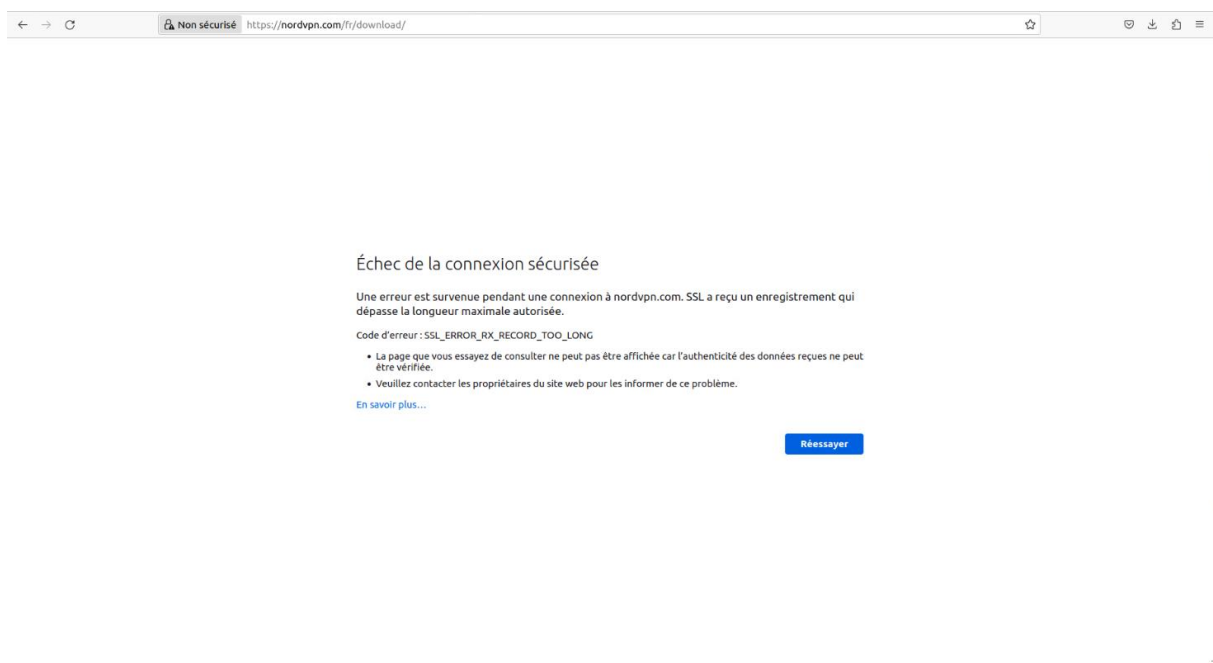 Non sécurisé https://nordvpn.com/fr/download/
Échec de la connexion sécurisée
Une erreur est survenue pendant une connexion à nordvpn.com. SSL a reçu un enregistrement qui
dépasse la longueur maximale autorisée.
Code d'erreur : SSL_ERROR_RX_RECORD_TOO_LONG
• La page que vous essayez de consulter ne peut pas être affichée car l'authenticité des données reçues ne peut
être vérifiée.
• Veuillez contacter les propriétaires du site web pour les informer de ce problème.
En savoir plus…
Réessayer